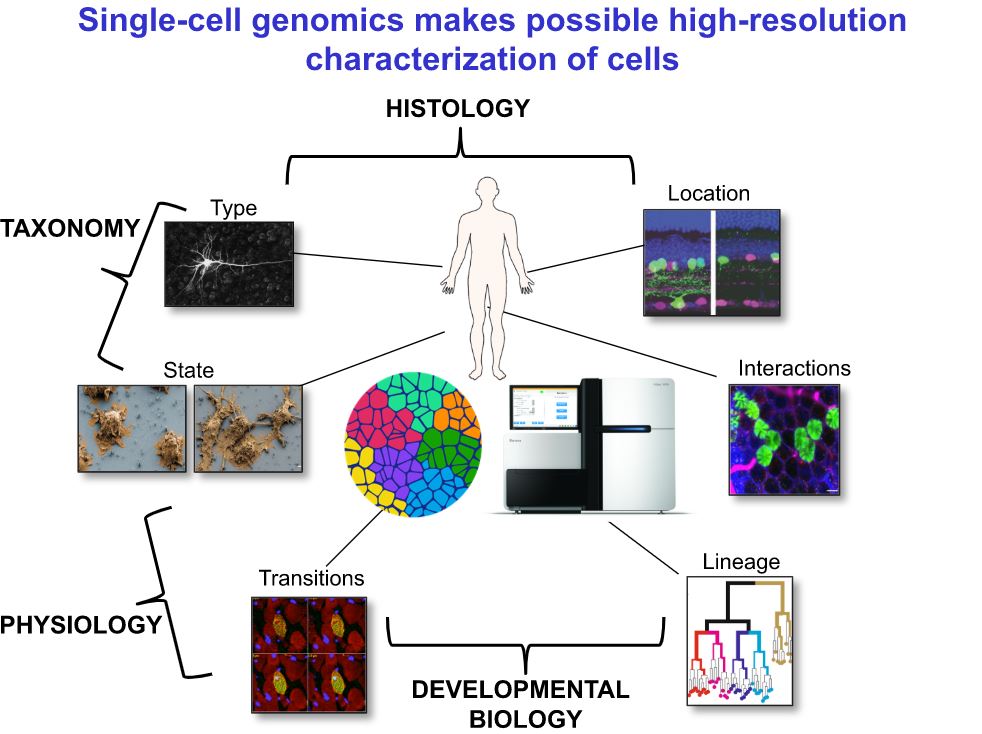 Single-cell genomics makes possible high-resolution
characterization of cells
HISTOLOGY
Location
Type
TAXONOMY
State
Interactions
Lineage
Transitions
PHYSIOLOGY
DEVELOPMENTAL
BIOLOGY